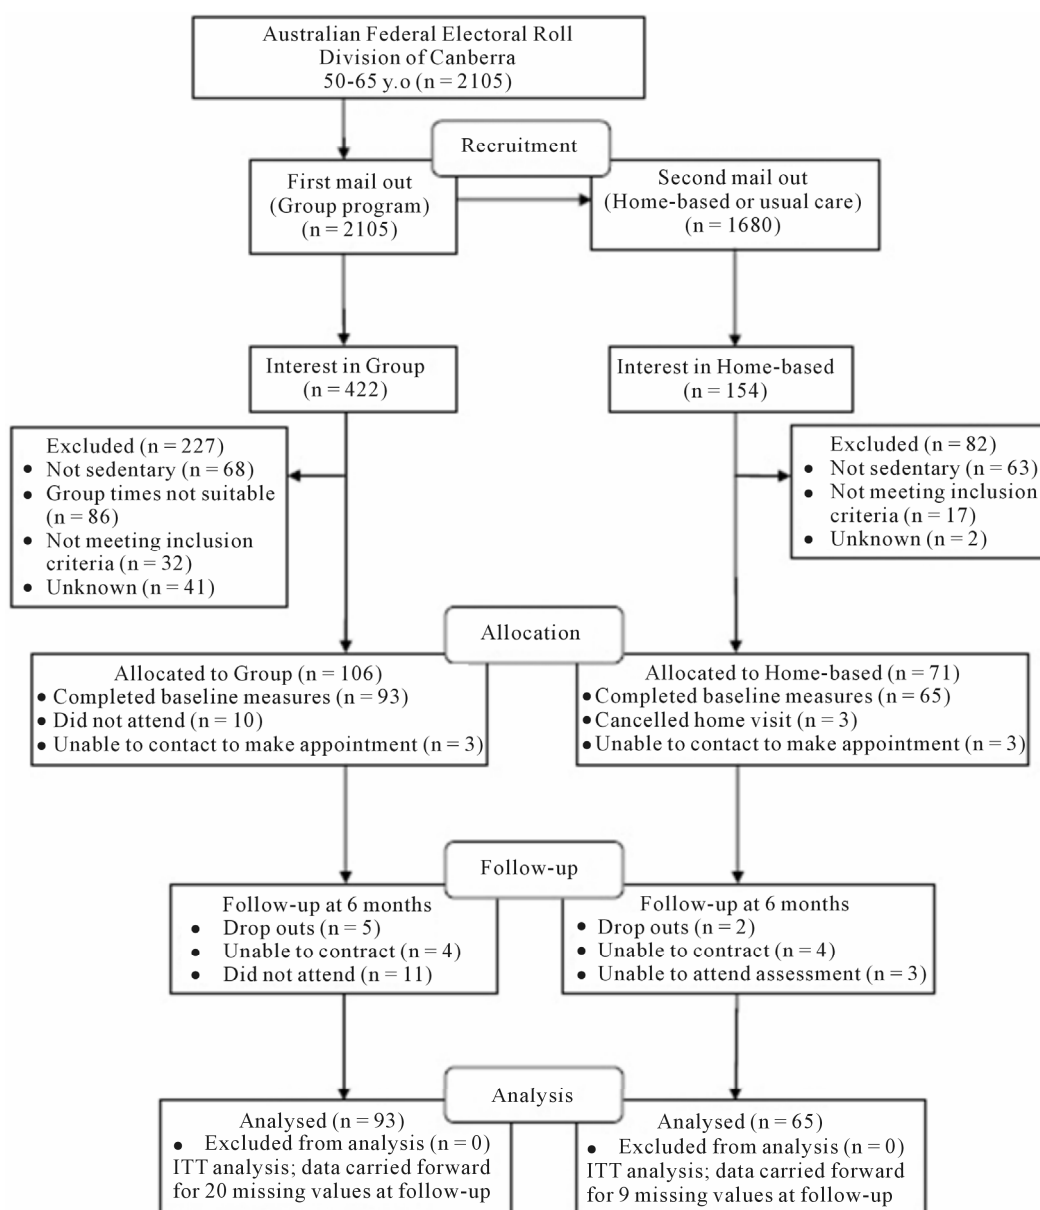 Australian Federal Electoral Roll
Division of Canberra
50-65 y.o (n = 2105)
Recruitment
First mail out
(Group program)
(n = 2105)
Second mail out
(Home-based or usual care)
(n = 1680)
Interest in Group
(n = 422)
Interest in Home-based
(n = 154)
Excluded (n = 227)
• Not sedentary (n = 68)
• Group times not suitable
(n = 86)
• Not meeting inclusion
criteria (n = 32)
• Unknown (n = 41)
Excluded (n = 82)
• Not sedentary (n = 63)
• Not meeting inclusion
criteria (n = 17)
• Unknown (n = 2)
Allocation
Allocated to Group (n = 106)
• Completed baseline measures (n = 93)
• Did not attend (n = 10)
• Unable to contact to make appointment (n = 3)
Allocated to Home-based (n = 71)
• Completed baseline measures (n = 65)
• Cancelled home visit (n = 3)
• Unable to contact to make appointment (n = 3)
Follow-up
Follow-up at 6 months
• Drop outs (n = 5)
• Unable to contract (n = 4)
• Did not attend (n = 11)
Follow-up at 6 months
• Drop outs (n = 2)
• Unable to contract (n = 4)
• Unable to attend assessment (n = 3)
Analysis
Analysed (n = 93)
• Excluded from analysis (n = 0)
ITT analysis; data carried forward
for 20 missing values at follow-up
Analysed (n = 65)
• Excluded from analysis (n = 0)
ITT analysis; data carried forward
for 9 missing values at follow-up